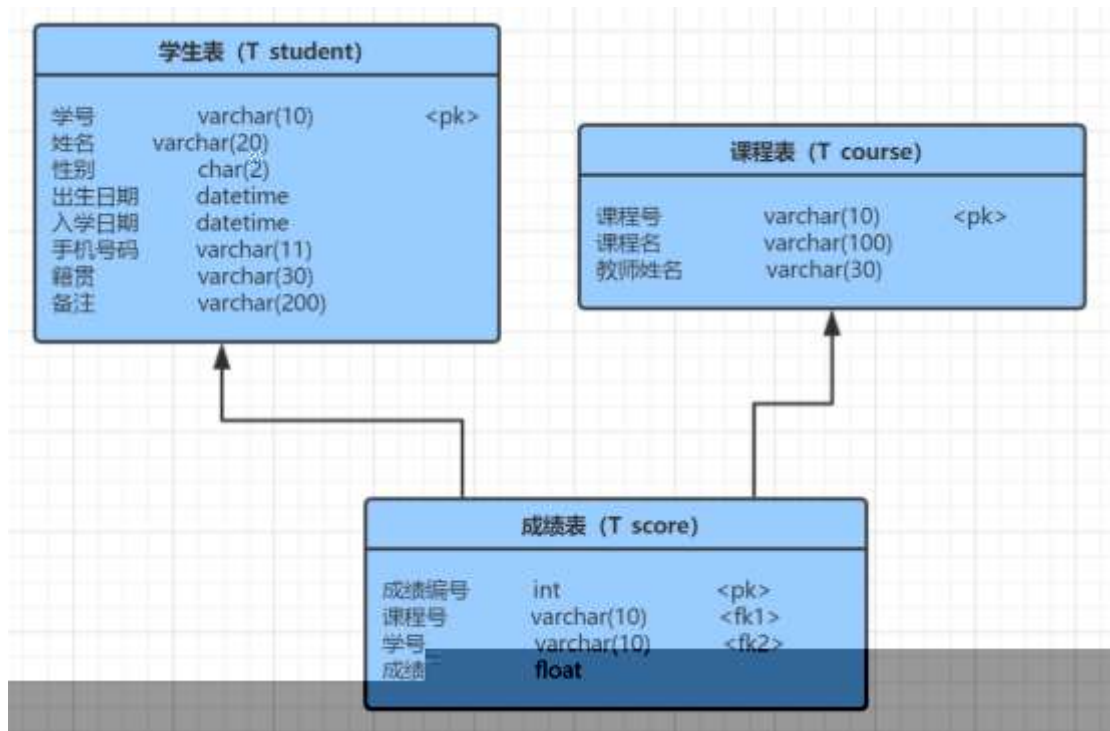 学生表（T student）
学号 varchar(10) <pk>
姓名 varchar(20)
性别 char(2)
出生日期 datetime
入学日期 datetime
手机号码 varchar(11)
籍贯 varchar(30)
备注 varchar(200)
课程表（T course）
课程号 varchar(10) <pk>
课程名 varchar(100)
教师姓名 varchar(30)
成绩表（T score）
成绩编号 int <pk>
课程号 varchar(10) <fk1>
学号 varchar(10) <fk2>
成绩 float